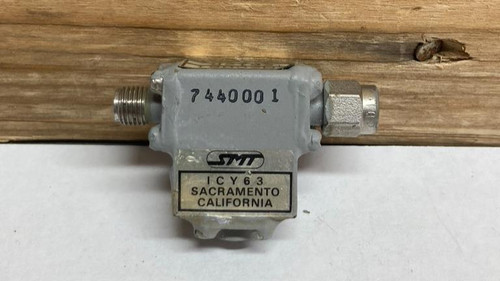 744000 1
SMT
ICY63
SACRAMENTO
CALIFORNIA